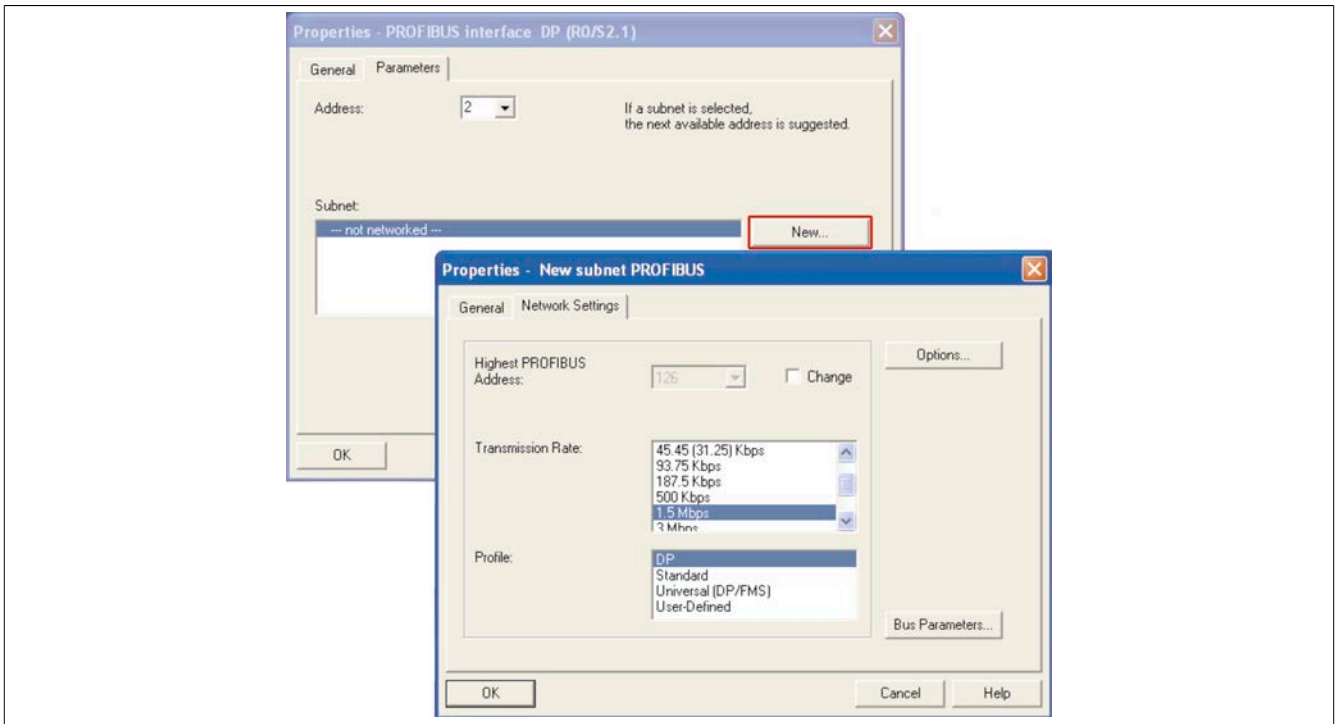 Properties - PROFIBUS interface DP (R0/S2.1)
General Parameters
Address: 2
If a subnet is selected,
the next available address is suggested.
Subnet:
--- not networked ---
New...
OK
Properties - New subnet PROFIBUS
General Network Settings
Highest PROFIBUS
Address:
126
Change
Options...
Transmission Rate:
45.45 (31.25) Kbps
93.75 Kbps
187.5 Kbps
500 Kbps
1.5 Mbps
3 Mbps
Profile:
DP
Standard
Universal (DP/FMS)
User-Defined
Bus Parameters...
OK
Cancel
Help